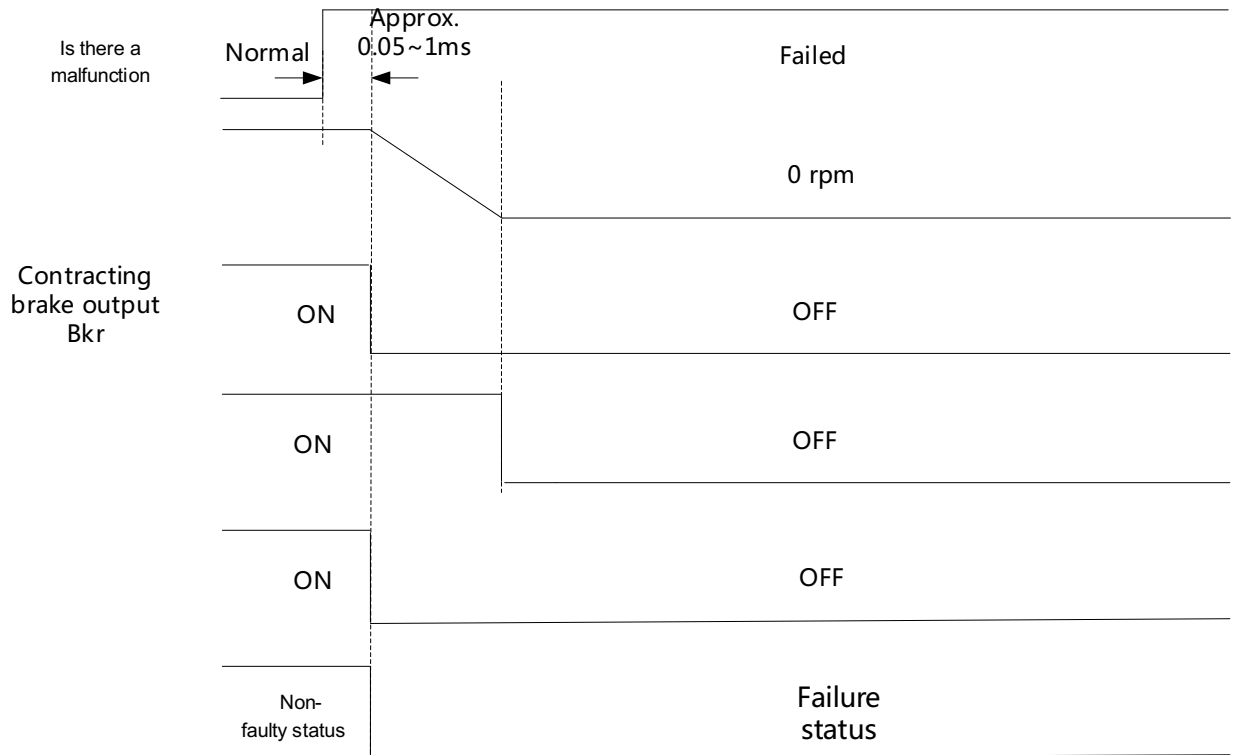 Is there a
malfunction
Normal
Approx.
0.05~1ms
Failed
0 rpm
Contracting
brake output
Bkr
ON
OFF
ON
OFF
ON
OFF
Non-
faulty status
Failure
status